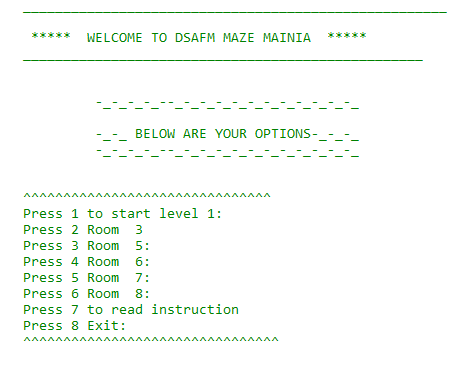 _____________________________________________________
***** WELCOME TO DSAFM MAZE MAINIA *****
__________________________________________________
-_-_-_-_--_-_-_-_-_-_-_-_-_-_-_-_
-_-_ BELOW ARE YOUR OPTIONS-_-_-_
-_-_-_-_--_-_-_-_-_-_-_-_-_-_-_-_
^^^^^^^^^^^^^^^^^^^^^^^^^^^^^^^
Press 1 to start level 1:
Press 2 Room  3
Press 3 Room  5:
Press 4 Room  6:
Press 5 Room  7:
Press 6 Room  8:
Press 7 to read instruction
Press 8 Exit:
^^^^^^^^^^^^^^^^^^^^^^^^^^^^^^^^